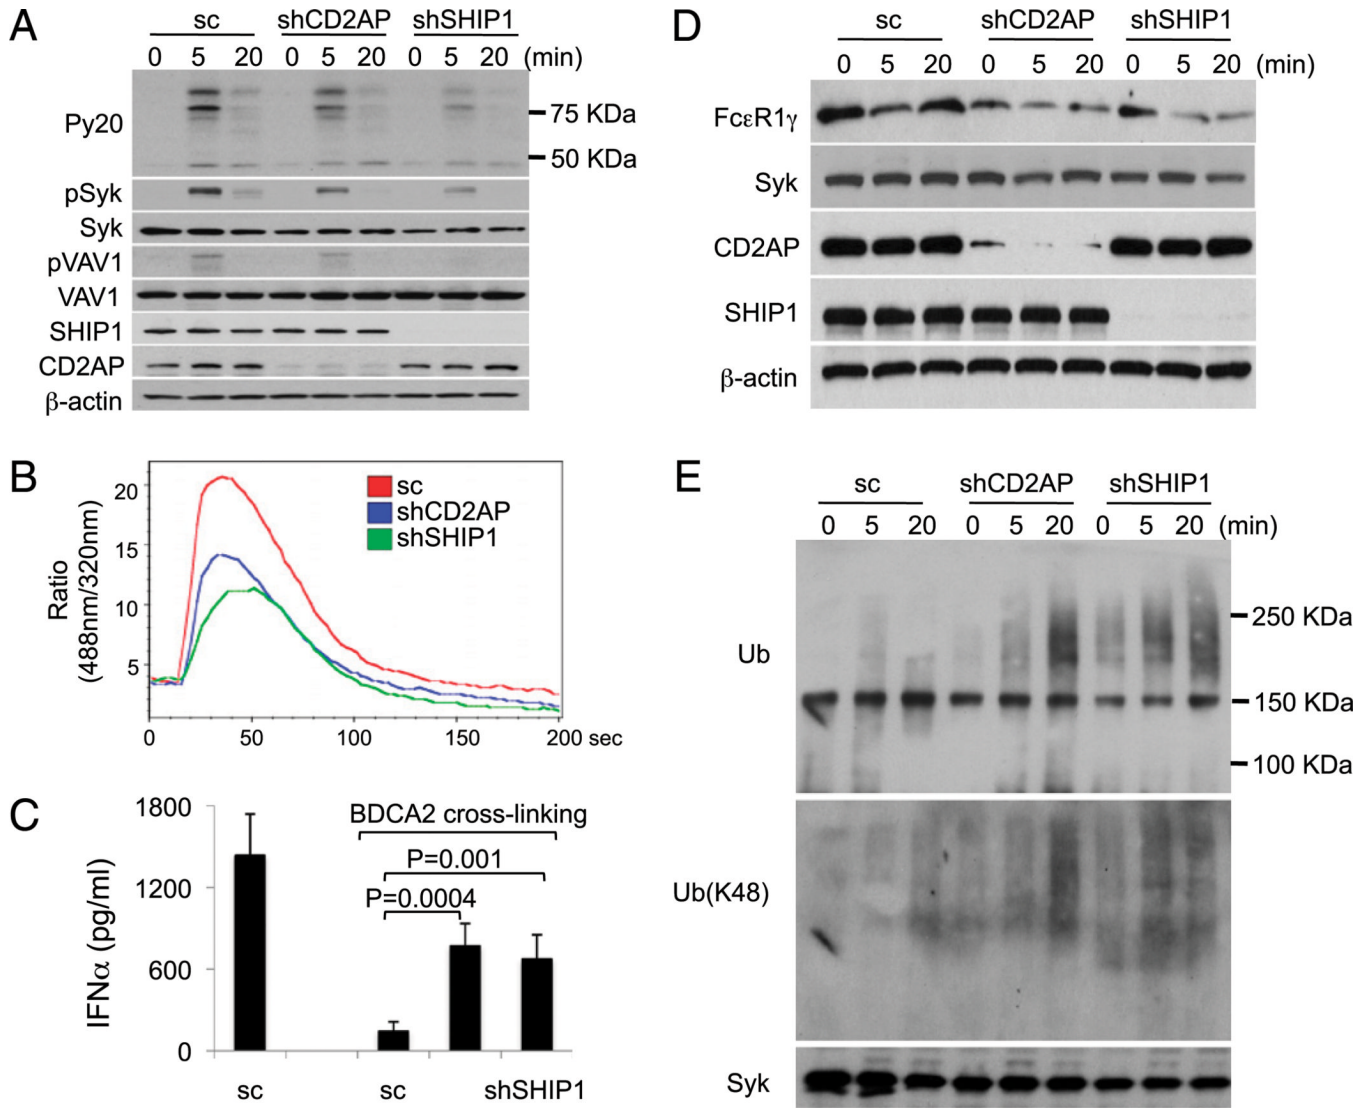 A
sc shCD2AP shSHIP1
0 5 20 0 5 20 0 5 20 (min)
Py20
75 KDa
50 KDa
pSyk
Syk
pVAV1
VAV1
SHIP1
CD2AP
β-actin
B
Ratio
(488nm/320nm)
20
15
10
5
sc
shCD2AP
shSHIP1
0 50 100 150 200 sec
C
IFNα (pg/ml)
1800
1200
600
0
BDCA2 cross-linking
P=0.001
P=0.0004
sc sc shSHIP1
D
sc shCD2AP shSHIP1
0 5 20 0 5 20 0 5 20 (min)
FcεR1γ
Syk
CD2AP
SHIP1
β-actin
E
sc shCD2AP shSHIP1
0 5 20 0 5 20 0 5 20 (min)
Ub
250 KDa
150 KDa
100 KDa
Ub(K48)
Syk